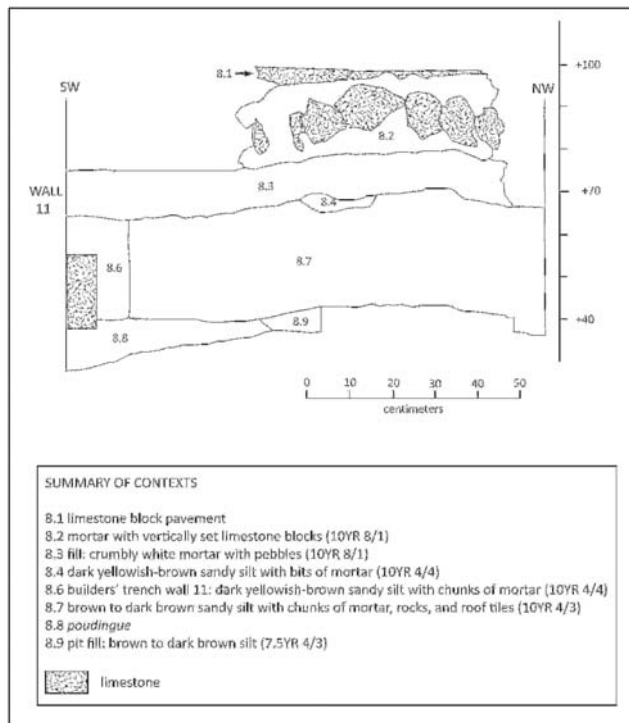 SW
8.1
NW
+100
8.2
WALL
11
8.3
+70
8.4
8.6
8.7
8.9
+40
8.8
0 10 20 30 40 50
centimeters
SUMMARY OF CONTEXTS
8.1 limestone block pavement
8.2 mortar with vertically set limestone blocks (10YR 8/1)
8.3 fill: crumbly white mortar with pebbles (10YR 8/1)
8.4 dark yellowish-brown sandy silt with bits of mortar (10YR 4/4)
8.6 builders' trench wall 11: dark yellowish-brown sandy silt with chunks of mortar (10YR 4/4)
8.7 brown to dark brown sandy silt with chunks of mortar, rocks, and roof tiles (10YR 4/3)
8.8 poudingue
8.9 pit fill: brown to dark brown silt (7.5YR 4/3)
limestone